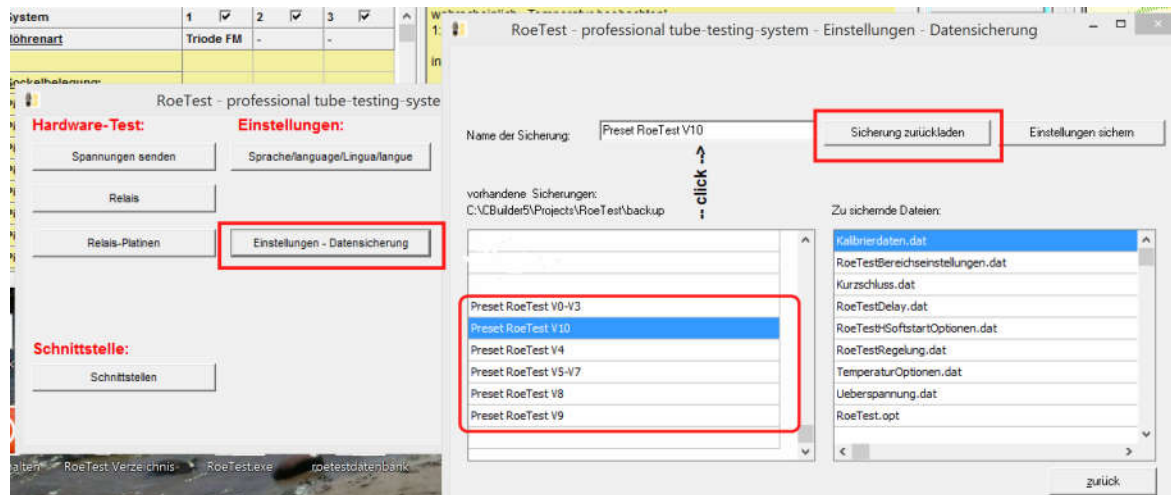 System 1 2 3
Röhrenart Triode FM - -
Sockelbelegung:
in
RoeTest - professional tube-testing-syste
Hardware-Test:
Einstellungen:
Spannungen senden
Sprache/language/Lingua/langue
Relais
Relais-Platinen
Einstellungen - Datensicherung
Schnittstelle:
Schnittstellen
RoeTest Verzeichnis
RoeTest.exe
roetestdatenbank
RoeTest - professional tube-testing-system - Einstellungen - Datensicherung
Name der Sicherung:
Preset RoeTest V10
Sicherung zurückladen
Einstellungen sichern
-- click -->
vorhandene Sicherungen:
C:\CBuilder5\Projects\RoeTest\backup
Preset RoeTest V0-V3
Preset RoeTest V10
Preset RoeTest V4
Preset RoeTest V5-V7
Preset RoeTest V8
Preset RoeTest V9
Zu sichernde Dateien:
Kalibrierdaten.dat
RoeTestBereichseinstellungen.dat
Kurzschluss.dat
RoeTestDelay.dat
RoeTestHSoftstartOptionen.dat
RoeTestRegelung.dat
TemperaturOptionen.dat
Ueberspannung.dat
RoeTest.opt
zurück